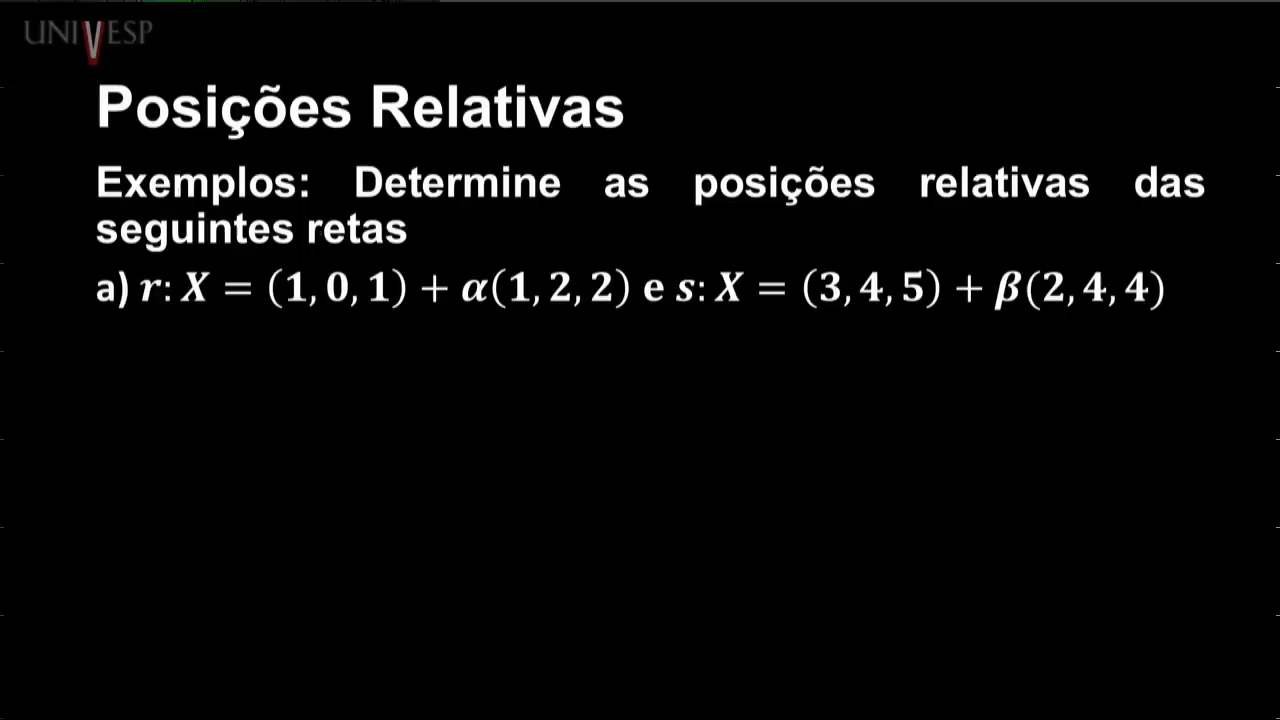 UNIVESP
Posições Relativas
Exemplos: Determine as posições relativas das
seguintes retas
a) r: X = (1, 0, 1) + α(1, 2, 2) e s: X = (3, 4, 5) + β(2, 4, 4)